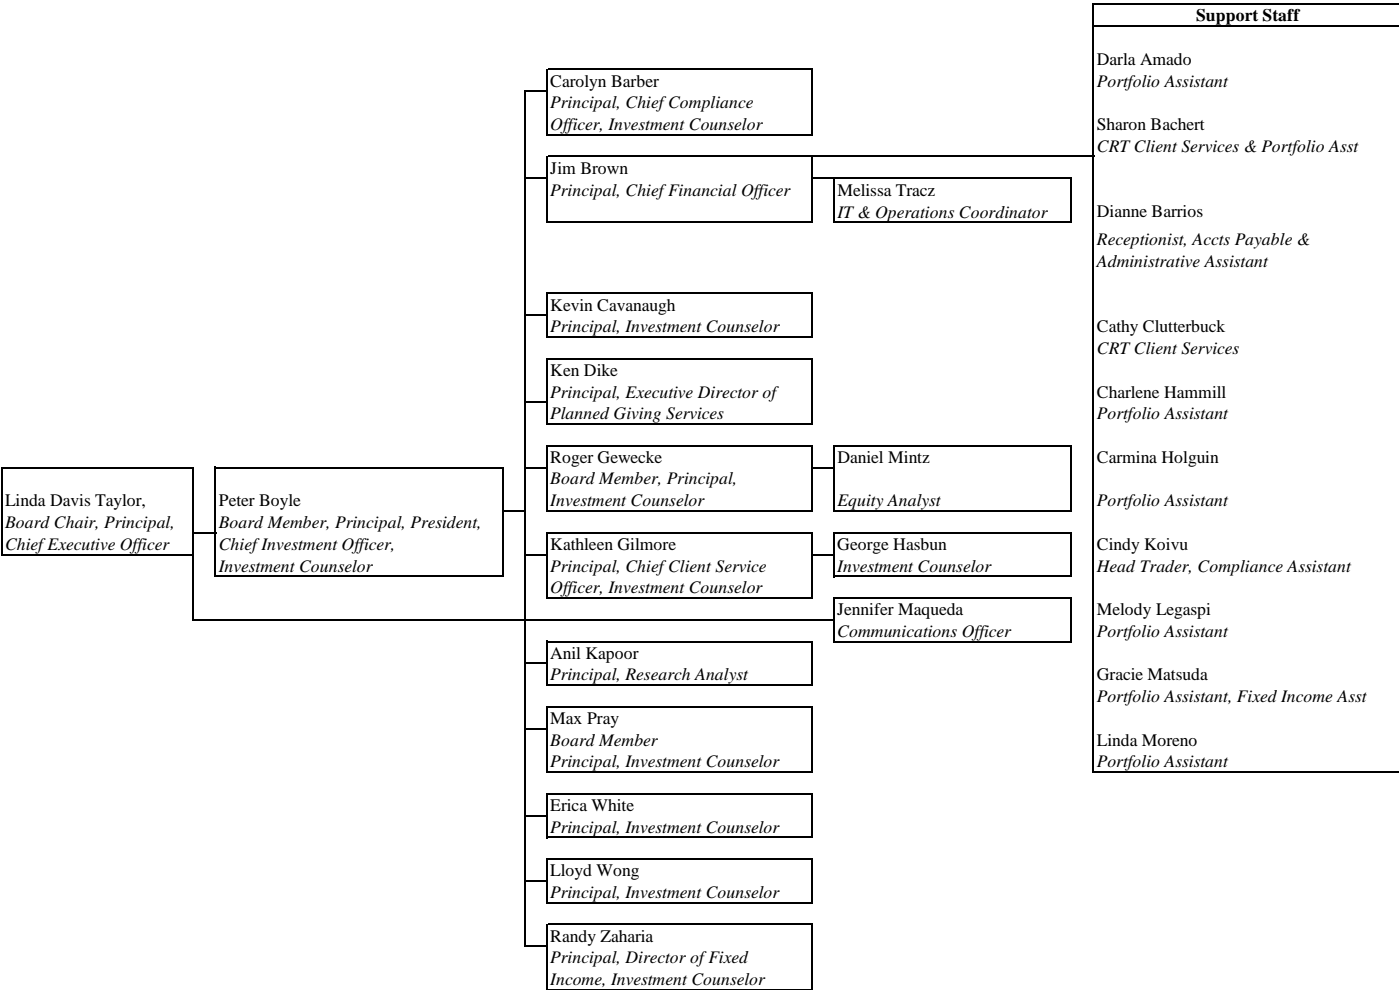 Support Staff
Darla Amado
Portfolio Assistant
Sharon Bachert
CRT Client Services & Portfolio Asst
Dianne Barrios
Receptionist, Accts Payable &
Administrative Assistant
Cathy Clutterbuck
CRT Client Services
Charlene Hammill
Portfolio Assistant
Carmina Holguin
Portfolio Assistant
Cindy Koivu
Head Trader, Compliance Assistant
Melody Legaspi
Portfolio Assistant
Gracie Matsuda
Portfolio Assistant, Fixed Income Asst
Linda Moreno
Portfolio Assistant
Carolyn Barber
Principal, Chief Compliance
Officer, Investment Counselor
Jim Brown
Principal, Chief Financial Officer
Melissa Tracz
IT & Operations Coordinator
Kevin Cavanaugh
Principal, Investment Counselor
Ken Dike
Principal, Executive Director of
Planned Giving Services
Roger Gewecke
Board Member, Principal,
Investment Counselor
Daniel Mintz
Equity Analyst
Linda Davis Taylor,
Board Chair, Principal,
Chief Executive Officer
Peter Boyle
Board Member, Principal, President,
Chief Investment Officer,
Investment Counselor
Kathleen Gilmore
Principal, Chief Client Service
Officer, Investment Counselor
George Hasbun
Investment Counselor
Jennifer Maqueda
Communications Officer
Anil Kapoor
Principal, Research Analyst
Max Pray
Board Member
Principal, Investment Counselor
Erica White
Principal, Investment Counselor
Lloyd Wong
Principal, Investment Counselor
Randy Zaharia
Principal, Director of Fixed
Income, Investment Counselor